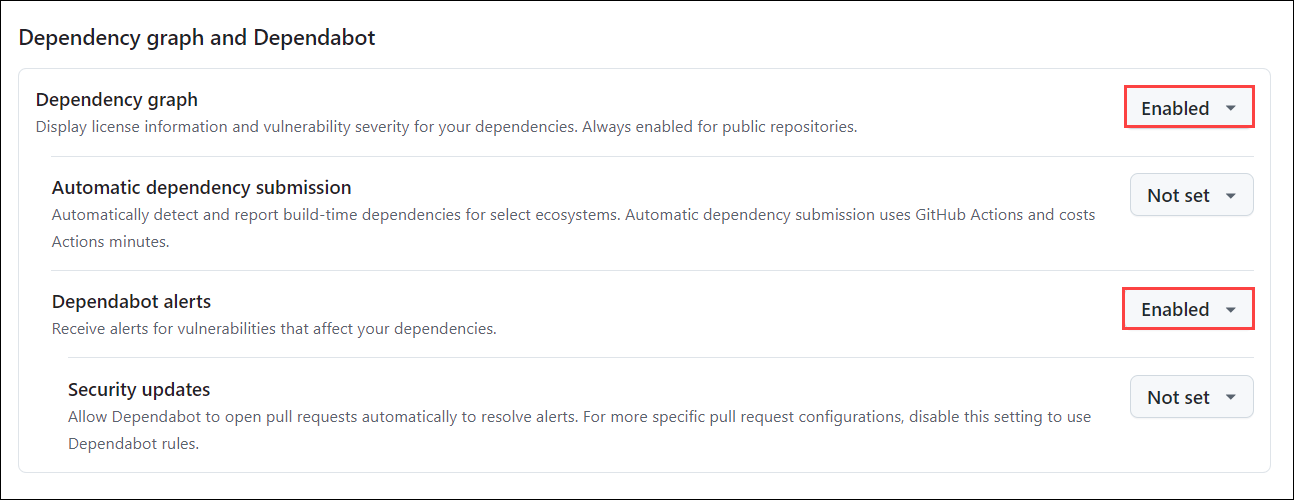 Dependency graph and Dependabot
Dependency graph
Enabled
Display license information and vulnerability severity for your dependencies. Always enabled for public repositories.
Automatic dependency submission
Not set
Automatically detect and report build-time dependencies for select ecosystems. Automatic dependency submission uses GitHub Actions and costs
Actions minutes.
Dependabot alerts
Enabled
Receive alerts for vulnerabilities that affect your dependencies.
Security updates
Not set
Allow Dependabot to open pull requests automatically to resolve alerts. For more specific pull request configurations, disable this setting to use
Dependabot rules.